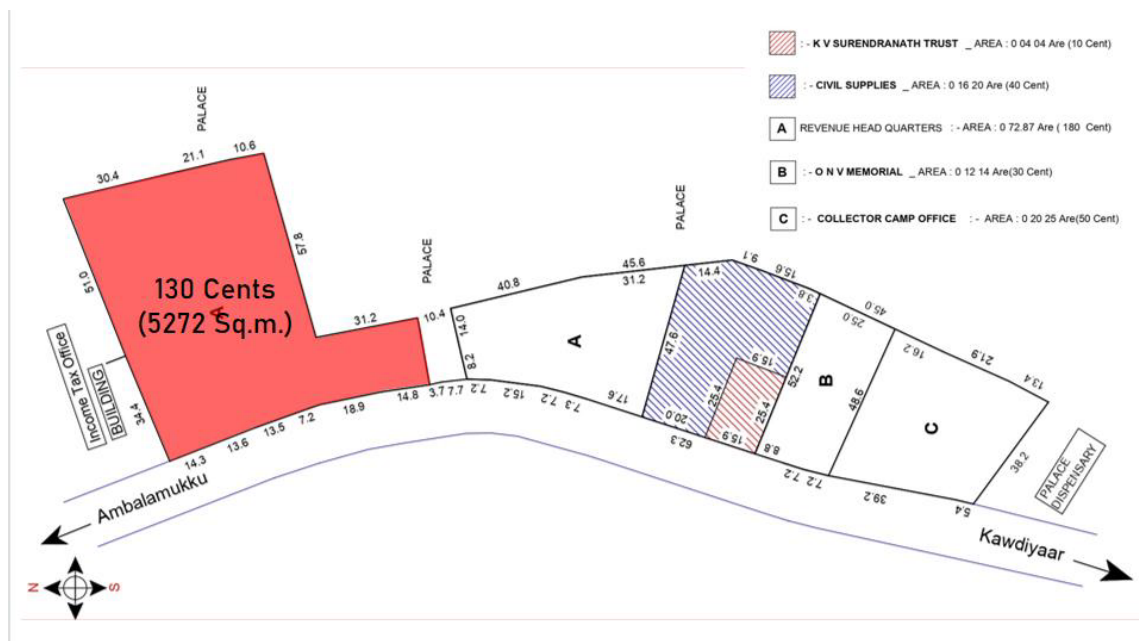 : - K V SURENDRANATH TRUST _ AREA : 0 04 04 Are (10 Cent)
: - CIVIL SUPPLIES _ AREA : 0 16 20 Are (40 Cent)
A REVENUE HEAD QUARTERS : - AREA : 0 72.87 Are ( 180 Cent)
B : - O N V MEMORIAL _ AREA : 0 12 14 Are(30 Cent)
C : - COLLECTOR CAMP OFFICE : - AREA : 0 20 25 Are(50 Cent)
PALACE
30.4
21.1
10.6
57.8
51.0
34.4
130 Cents
(5272 Sq.m.)
A
Income Tax Office
BUILDING
31.2
PALACE
10.4
14.3
13.6
13.5
7.2
18.9
14.8
3.7
7.7
7.2
15.2
7.2
7.3
17.6
14.0
8.2
40.8
45.6
31.2
PALACE
A
47.6
14.4
9.1
15.6
3.8
20.0
25.4
15.9
25.4
15.9
52.2
62.3
8.8
7.2
7.2
B
25.0
45.0
48.6
16.2
21.9
13.4
C
38.2
39.2
5.4
PALACE
DISPENSARY
Ambalamukku
Kawdiyaar
N
S